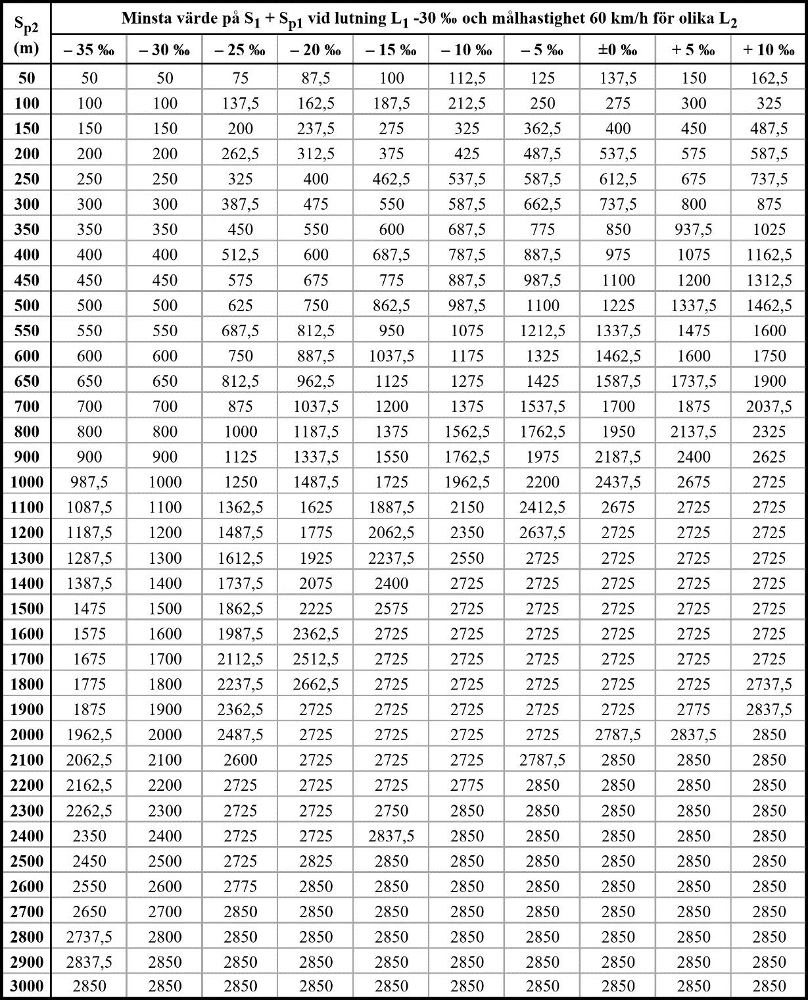 Sp2 (m) Minsta värde på S1 + Sp1 vid lutning L1 -30 ‰ och målhastighet 60 km/h för olika L2
– 35 ‰ – 30 ‰ – 25 ‰ – 20 ‰ – 15 ‰ – 10 ‰ – 5 ‰ ±0 ‰ + 5 ‰ + 10 ‰
50 50 50 75 87,5 100 112,5 125 137,5 150 162,5
100 100 100 137,5 162,5 187,5 212,5 250 275 300 325
150 150 150 200 237,5 275 325 362,5 400 450 487,5
200 200 200 262,5 312,5 375 425 487,5 537,5 575 587,5
250 250 250 325 400 462,5 537,5 587,5 612,5 675 737,5
300 300 300 387,5 475 550 587,5 662,5 737,5 800 875
350 350 350 450 550 600 687,5 775 850 937,5 1025
400 400 400 512,5 600 687,5 787,5 887,5 975 1075 1162,5
450 450 450 575 675 775 887,5 987,5 1100 1200 1312,5
500 500 500 625 750 862,5 987,5 1100 1225 1337,5 1462,5
550 550 550 687,5 812,5 950 1075 1212,5 1337,5 1475 1600
600 600 600 750 887,5 1037,5 1175 1325 1462,5 1600 1750
650 650 650 812,5 962,5 1125 1275 1425 1587,5 1737,5 1900
700 700 700 875 1037,5 1200 1375 1537,5 1700 1875 2037,5
800 800 800 1000 1187,5 1375 1562,5 1762,5 1950 2137,5 2325
900 900 900 1125 1337,5 1550 1762,5 1975 2187,5 2400 2625
1000 987,5 1000 1250 1487,5 1725 1962,5 2200 2437,5 2675 2725
1100 1087,5 1100 1362,5 1625 1887,5 2150 2412,5 2675 2725 2725
1200 1187,5 1200 1487,5 1775 2062,5 2350 2637,5 2725 2725 2725
1300 1287,5 1300 1612,5 1925 2237,5 2550 2725 2725 2725 2725
1400 1387,5 1400 1737,5 2075 2400 2725 2725 2725 2725 2725
1500 1475 1500 1862,5 2225 2575 2725 2725 2725 2725 2725
1600 1575 1600 1987,5 2362,5 2725 2725 2725 2725 2725 2725
1700 1675 1700 2112,5 2512,5 2725 2725 2725 2725 2725 2725
1800 1775 1800 2237,5 2662,5 2725 2725 2725 2725 2725 2737,5
1900 1875 1900 2362,5 2725 2725 2725 2725 2725 2775 2837,5
2000 1962,5 2000 2487,5 2725 2725 2725 2725 2787,5 2837,5 2850
2100 2062,5 2100 2600 2725 2725 2725 2787,5 2850 2850 2850
2200 2162,5 2200 2725 2725 2725 2775 2850 2850 2850 2850
2300 2262,5 2300 2725 2725 2750 2850 2850 2850 2850 2850
2400 2350 2400 2725 2725 2837,5 2850 2850 2850 2850 2850
2500 2450 2500 2725 2825 2850 2850 2850 2850 2850 2850
2600 2550 2600 2775 2850 2850 2850 2850 2850 2850 2850
2700 2650 2700 2850 2850 2850 2850 2850 2850 2850 2850
2800 2737,5 2800 2850 2850 2850 2850 2850 2850 2850 2850
2900 2837,5 2850 2850 2850 2850 2850 2850 2850 2850 2850
3000 2850 2850 2850 2850 2850 2850 2850 2850 2850 2850